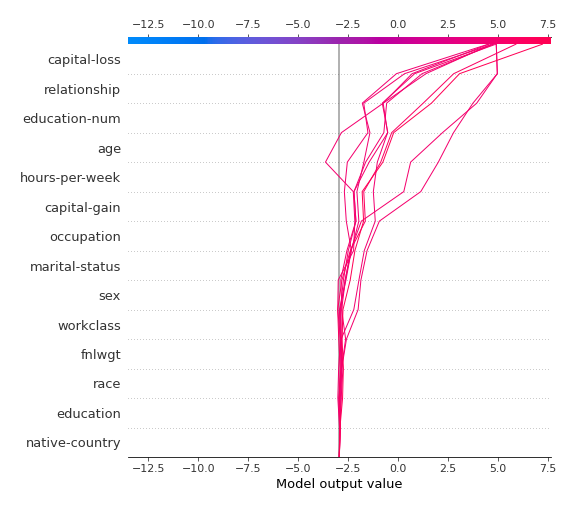 −12.5 −10.0 −7.5 −5.0 −2.5 0.0 2.5 5.0 7.5
capital-loss
relationship
education-num
age
hours-per-week
capital-gain
occupation
marital-status
sex
workclass
fnlwgt
race
education
native-country
−12.5 −10.0 −7.5 −5.0 −2.5 0.0 2.5 5.0 7.5
Model output value